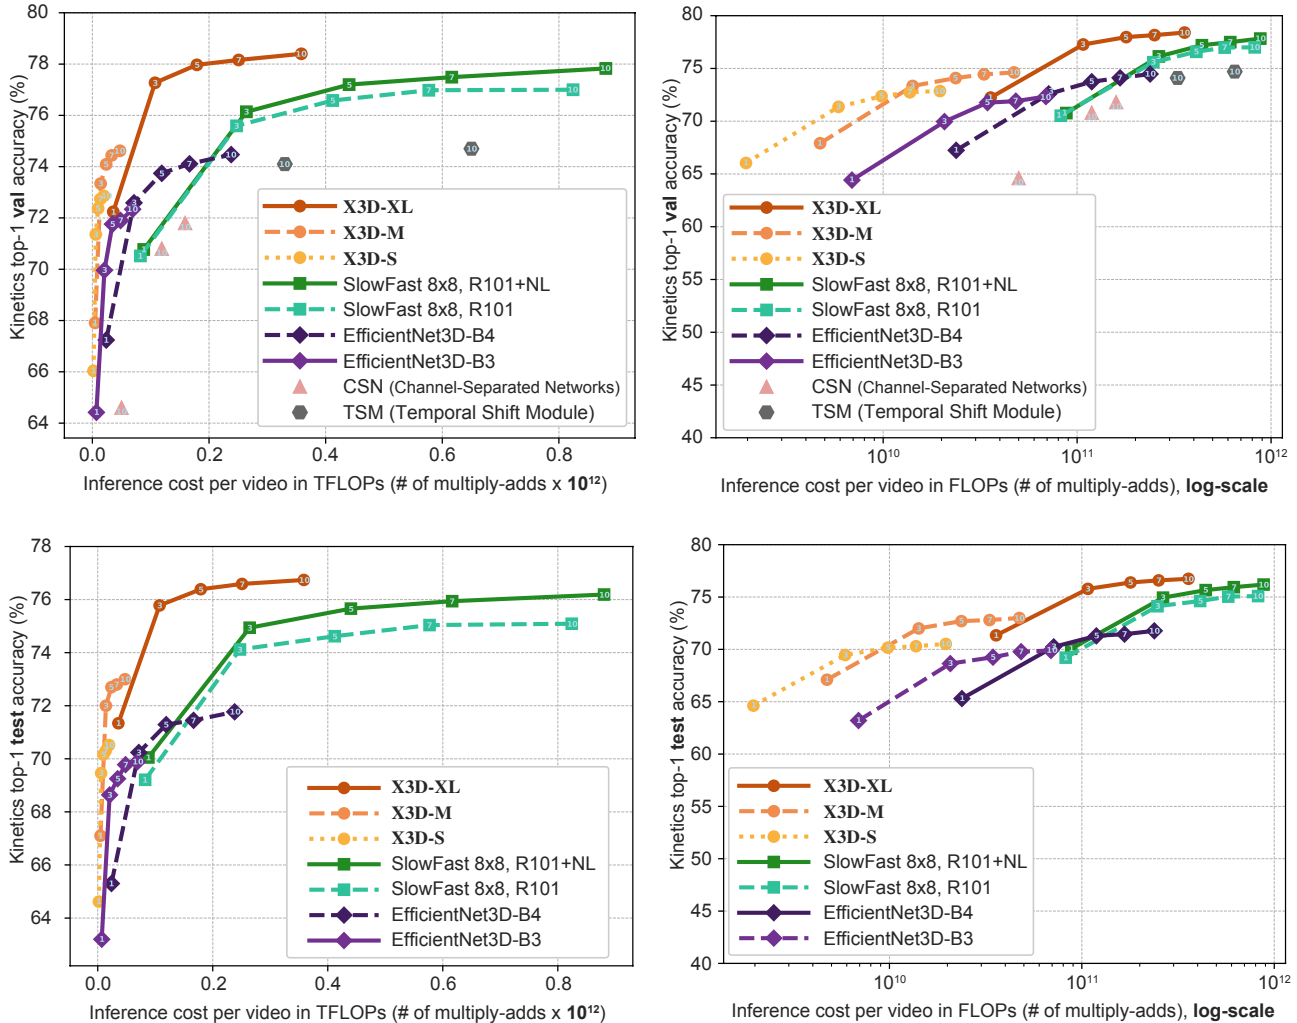 80
78
76
74
72
70
68
66
64
Kinetics top-1 val accuracy (%)
X3D-XL
X3D-M
X3D-S
SlowFast 8x8, R101+NL
SlowFast 8x8, R101
EfficientNet3D-B4
EfficientNet3D-B3
CSN (Channel-Separated Networks)
TSM (Temporal Shift Module)
0.0 0.2 0.4 0.6 0.8
Inference cost per video in TFLOPs (# of multiply-adds x 10¹²)
80
75
70
65
60
55
50
45
40
Kinetics top-1 val accuracy (%)
X3D-XL
X3D-M
X3D-S
SlowFast 8x8, R101+NL
SlowFast 8x8, R101
EfficientNet3D-B4
EfficientNet3D-B3
CSN (Channel-Separated Networks)
TSM (Temporal Shift Module)
10¹⁰ 10¹¹ 10¹²
Inference cost per video in FLOPs (# of multiply-adds), log-scale
78
76
74
72
70
68
66
64
Kinetics top-1 test accuracy (%)
X3D-XL
X3D-M
X3D-S
SlowFast 8x8, R101+NL
SlowFast 8x8, R101
EfficientNet3D-B4
EfficientNet3D-B3
0.0 0.2 0.4 0.6 0.8
Inference cost per video in TFLOPs (# of multiply-adds x 10¹²)
80
75
70
65
60
55
50
45
40
Kinetics top-1 test accuracy (%)
X3D-XL
X3D-M
X3D-S
SlowFast 8x8, R101+NL
SlowFast 8x8, R101
EfficientNet3D-B4
EfficientNet3D-B3
10¹⁰ 10¹¹ 10¹²
Inference cost per video in FLOPs (# of multiply-adds), log-scale